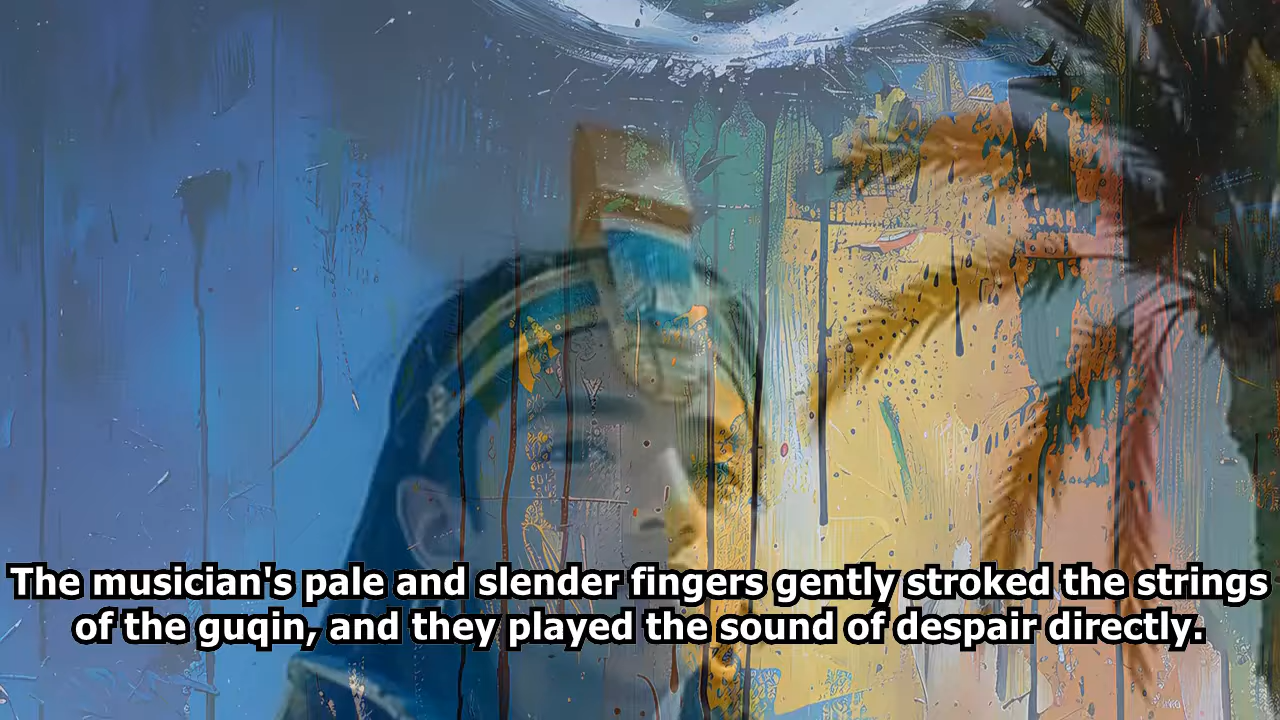 The musician's pale and slender fingers gently stroked the strings
of the guqin, and they played the sound of despair directly.